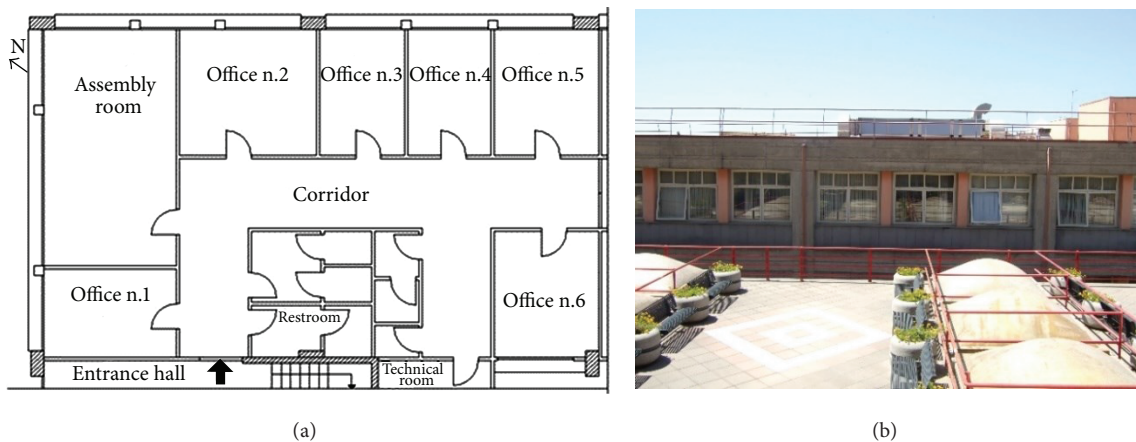 N
Assembly
room
Office n.2
Office n.3
Office n.4
Office n.5
Corridor
Office n.1
Restroom
Office n.6
Entrance hall
Technical
room
(a)
(b)